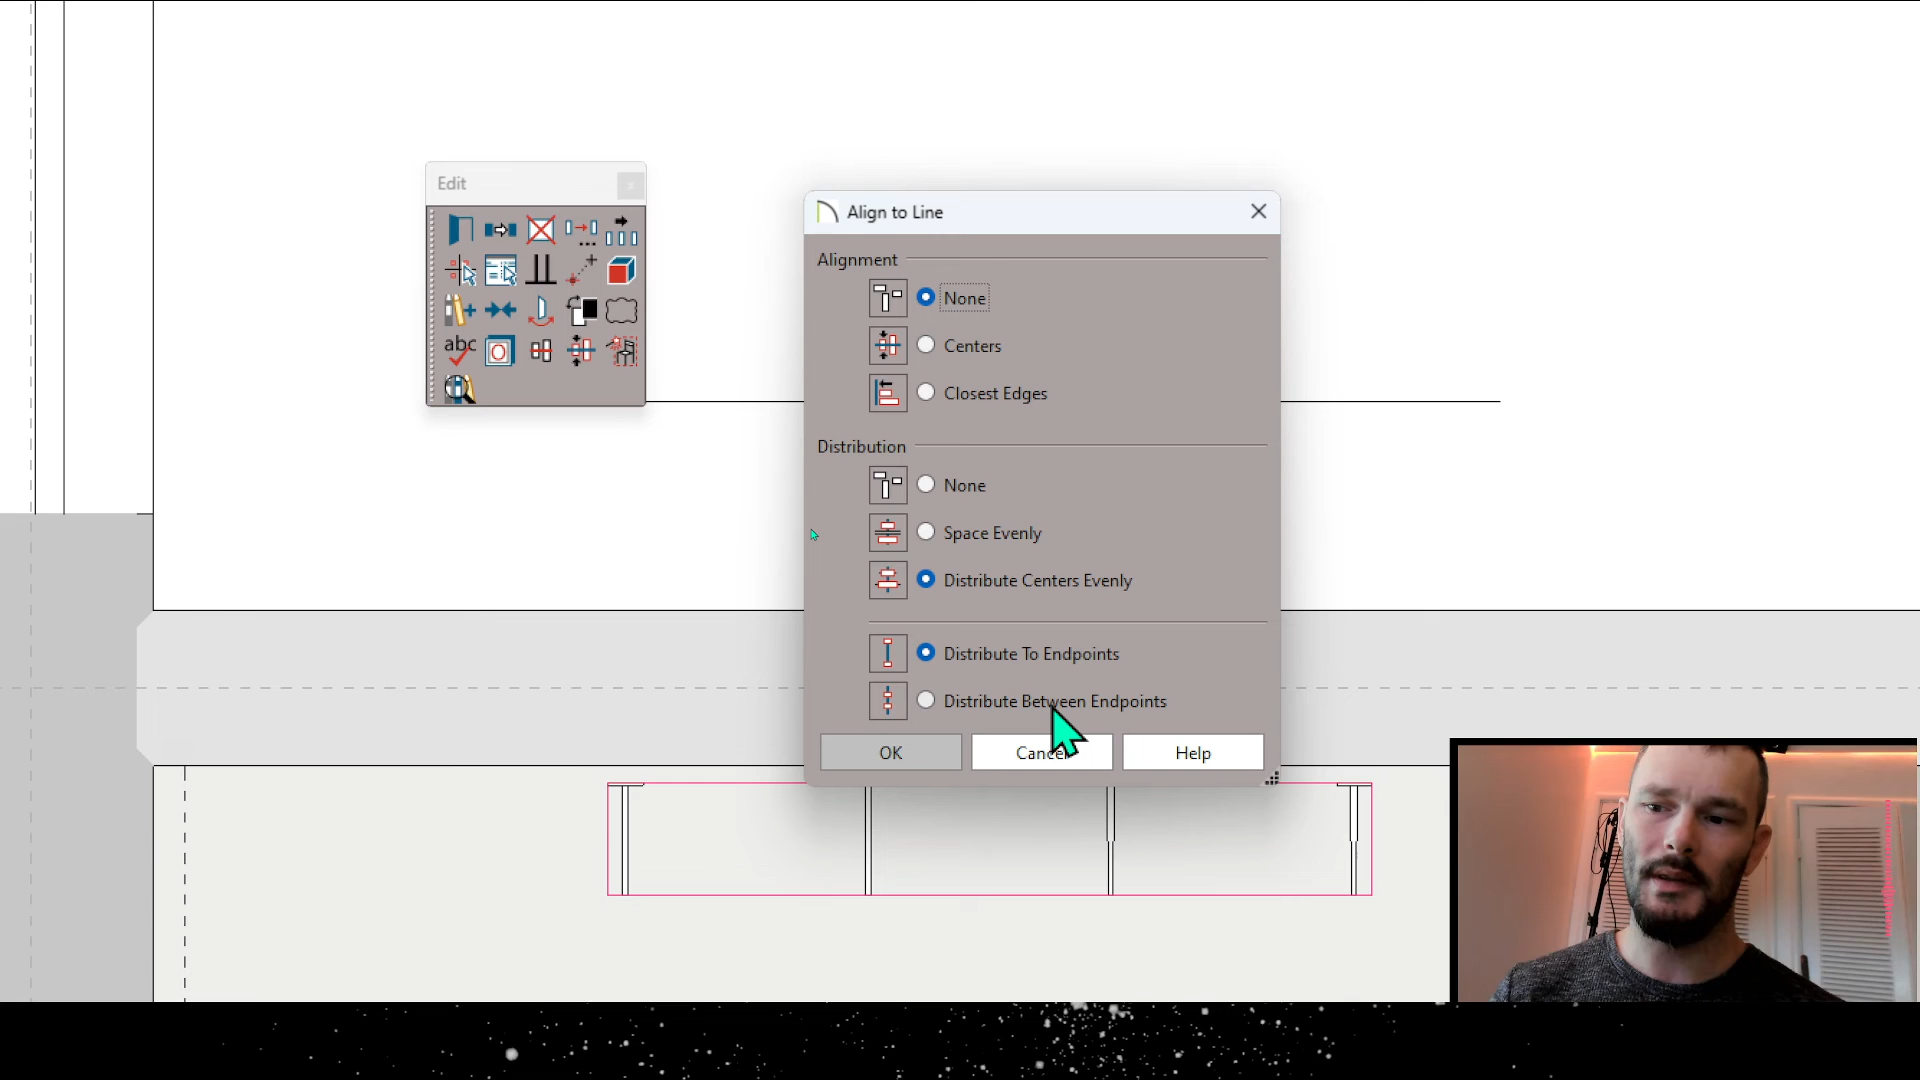 Edit
Align to Line
Alignment
None
Centers
Closest Edges
abc
Distribution
None
Space Evenly
Distribute Centers Evenly
Distribute To Endpoints
Distribute Between Endpoints
OK
Cancel
Help